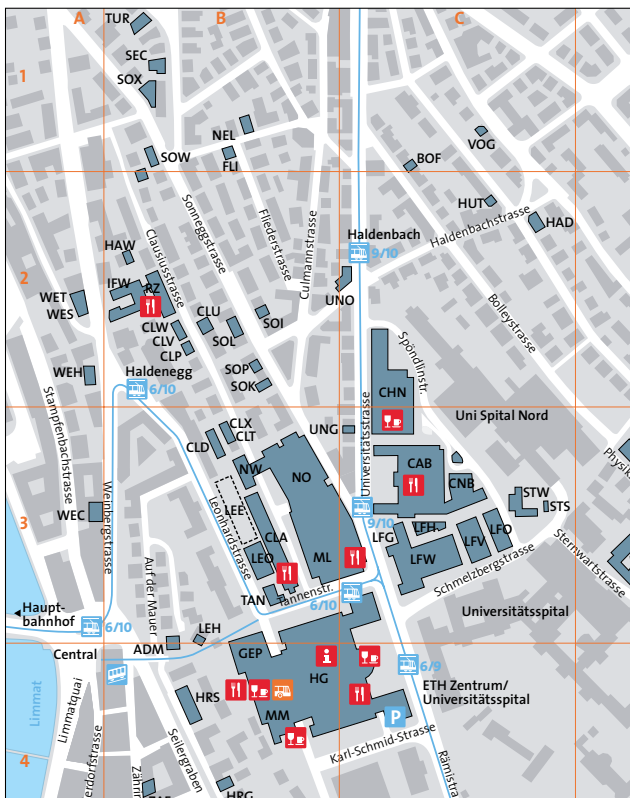 A
B
C
TUR
SEC
1
SOX
NEL
VOG
SOW
FLI
BOF
HUT
Sonneggstrasse
Fliederstrasse
Culmannstrasse
Haldenbach
Haldenbachstrasse
HAD
HAW
Clausiusstrasse
9/10
2
IFW
RZ
WET
WES
UNO
Bolleystrasse
CLU
SOI
CLW
SOL
CLV
CLP
Spöndlinstr.
WEH
Haldenegg
6/10
SOP
SOK
CHN
Stampfenbachstrasse
Universitätsstrasse
Uni Spital Nord
CLX
CLT
UNG
CLD
NW
NO
CAB
CNB
Physik
Weinbergstrasse
Leonhardstrasse
LEE
STW
STS
3
WEC
9/10
CLA
LFG
LFH
LFO
LEO
ML
LFW
LFV
Sternwartstrasse
Auf der Mauer
Schmelzbergstrasse
TAN
Tannenstr.
6/10
Haupt-
bahnhof
6/10
LEH
Universitätsspital
Central
ADM
GEP
i
HG
6/9
ETH Zentrum/
Universitätsspital
Limmat
Limmatquai
HRS
MM
P
Karl-Schmid-Strasse
4
erdorfstrasse
Zähri
Seilergraben
HRG
Rämistra